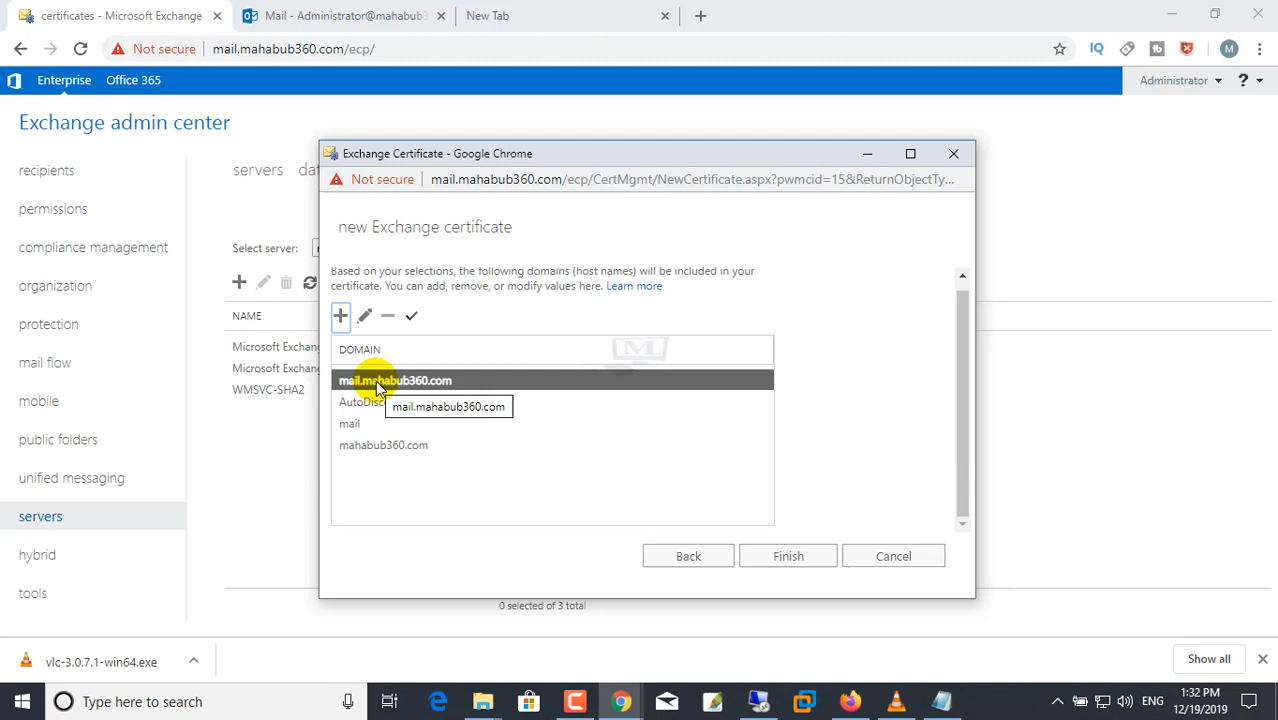 certificates - Microsoft Exchange
Mail - Administrator@mahabub3
New Tab
Not secure
mail.mahabub360.com/ecp/
Enterprise
Office 365
Administrator
?
Exchange admin center
recipients
permissions
compliance management
organization
protection
mail flow
mobile
public folders
unified messaging
servers
hybrid
tools
servers
Select server:
NAME
Microsoft Exchan
Microsoft Exchan
WMSVC-SHA2
0 selected of 3 total
Exchange Certificate - Google Chrome
Not secure
mail.mahabub360.com/ecp/CertMgmt/NewCertificate.aspx?pwmcid=15&ReturnObjectTy...
new Exchange certificate
Based on your selections, the following domains (host names) will be included in your
certificate. You can add, remove, or modify values here. Learn more
DOMAIN
mail.mahabub360.com
AutoDisc
mail.mahabub360.com
mail
mahabub360.com
Back
Finish
Cancel
vlc-3.0.7.1-win64.exe
Show all
Type here to search
ENG
1:32 PM
12/19/2019